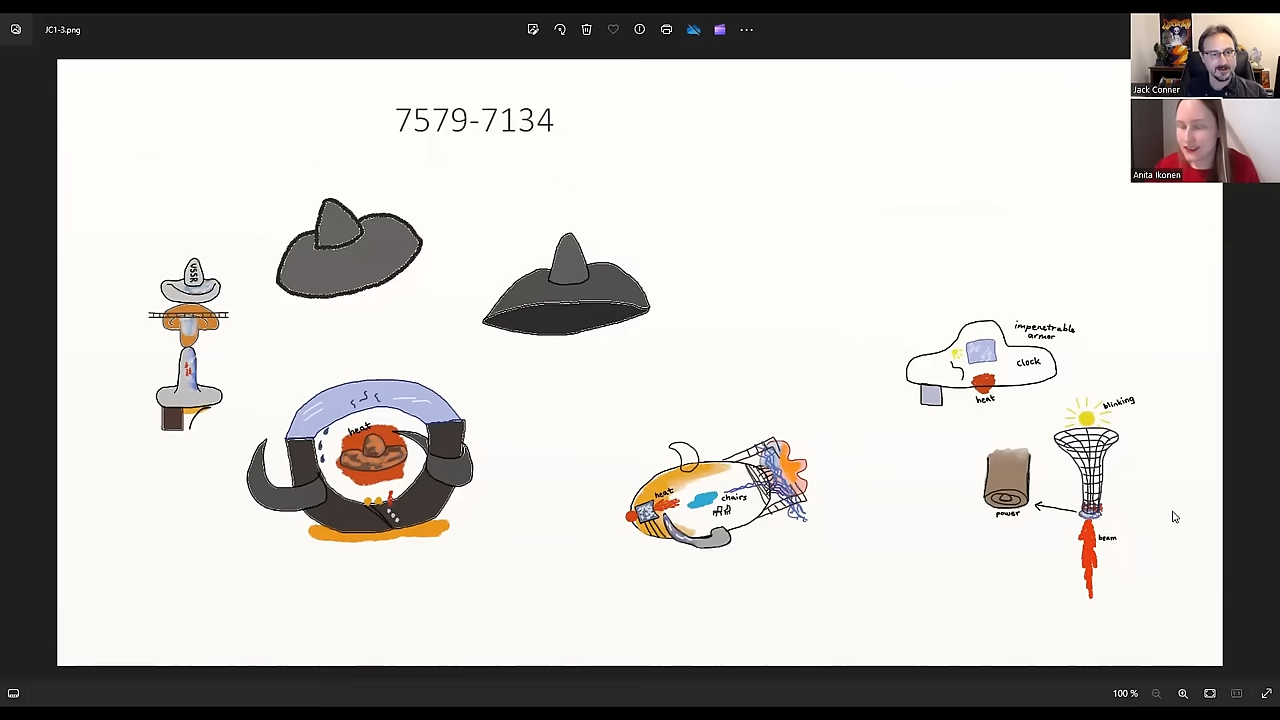 JC1-3.png
Jack Conner
Anita Ikonen
7579-7134
USSR
impenetrable
armor
clock
heat
blinking
heat
heat
chairs
power
beam
100 %